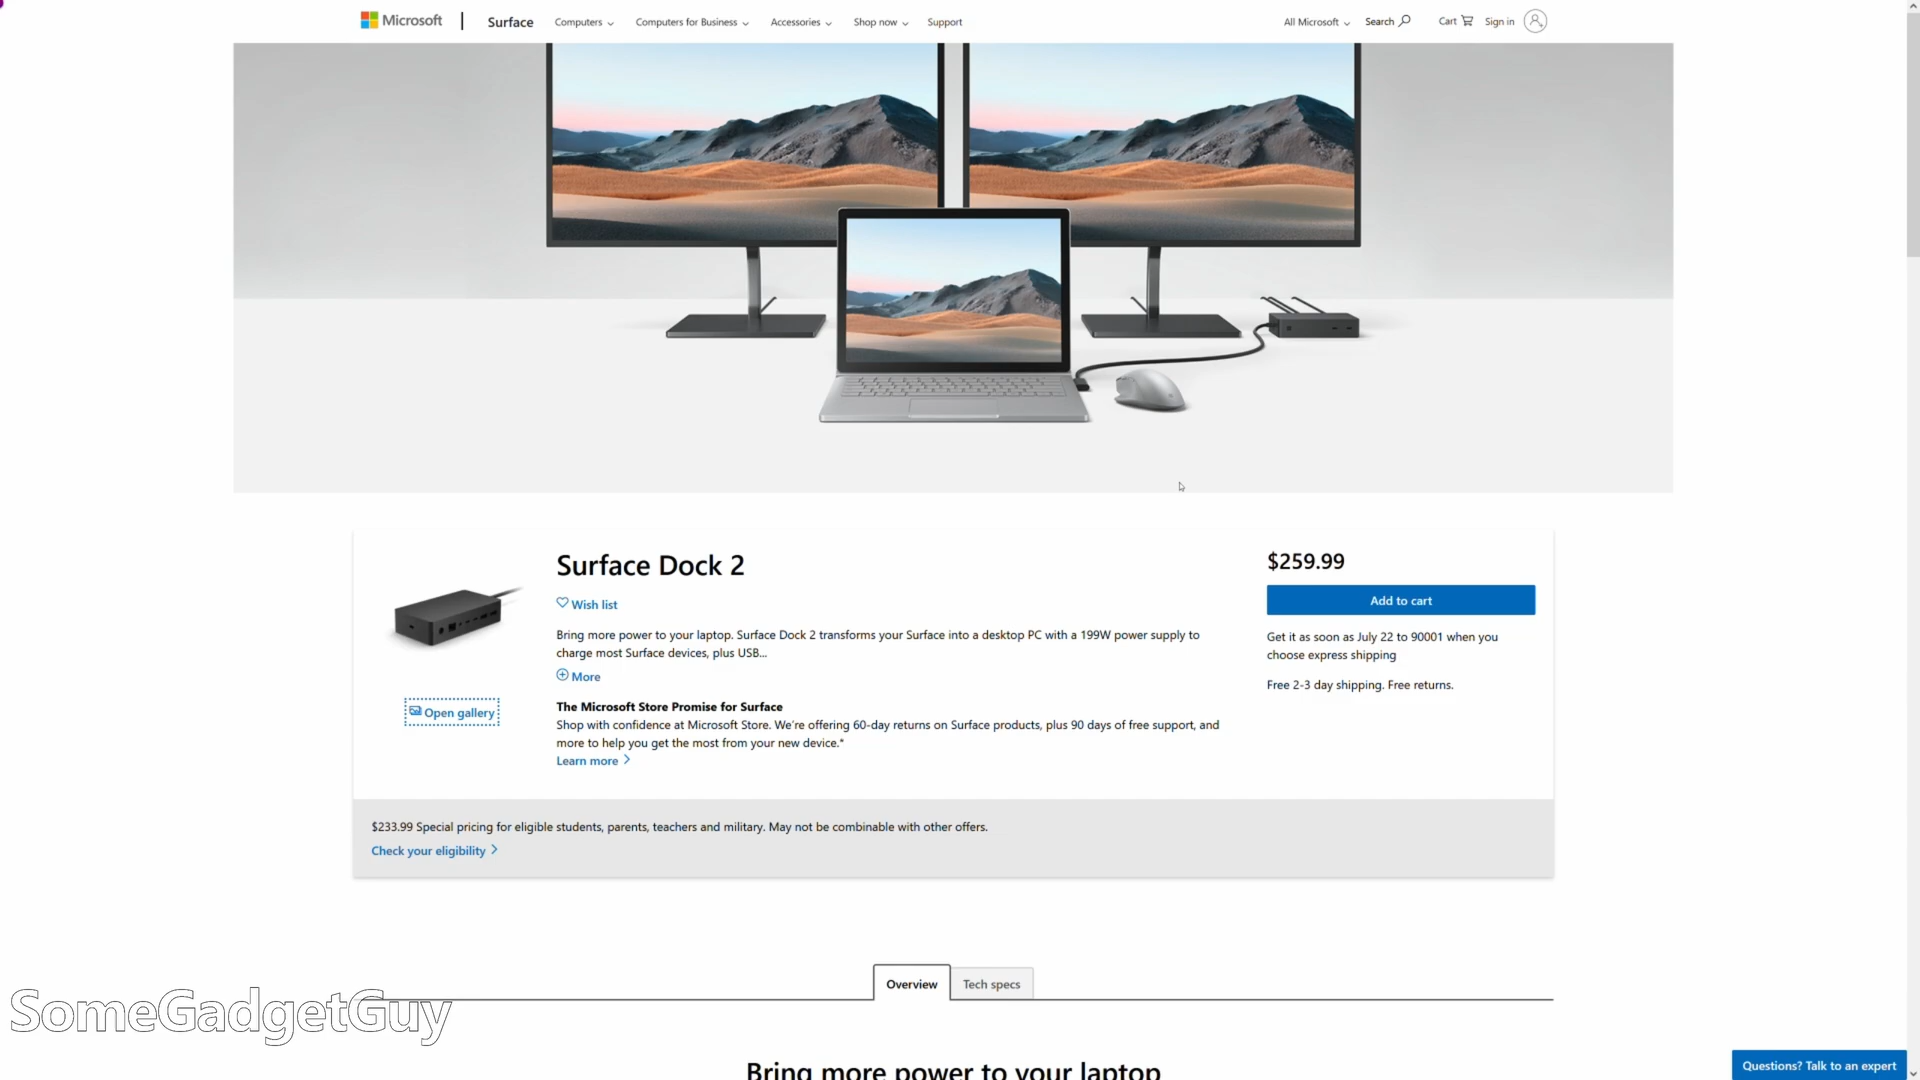 Microsoft
Surface
Computers
Computers for Business
Accessories
Shop now
Support
All Microsoft
Search
Cart
Sign in
Surface Dock 2
$259.99
Wish list
Add to cart
Bring more power to your laptop. Surface Dock 2 transforms your Surface into a desktop PC with a 199W power supply to
charge most Surface devices, plus USB...
Get it as soon as July 22 to 90001 when you
choose express shipping
More
Free 2-3 day shipping. Free returns.
Open gallery
The Microsoft Store Promise for Surface
Shop with confidence at Microsoft Store. We're offering 60-day returns on Surface products, plus 90 days of free support, and
more to help you get the most from your new device.*
Learn more
$233.99 Special pricing for eligible students, parents, teachers and military. May not be combinable with other offers.
Check your eligibility
Overview
Tech specs
SomeGadgetGuy
Bring more power to your laptop
Questions? Talk to an expert